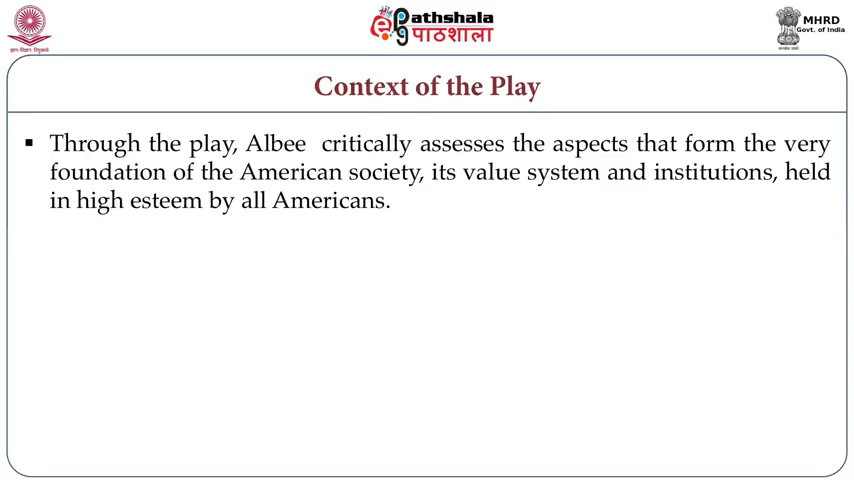 ePathshala
पाठशाला
MHRD
Govt. of India
Context of the Play
▪ Through the play, Albee critically assesses the aspects that form the very
foundation of the American society, its value system and institutions, held
in high esteem by all Americans.